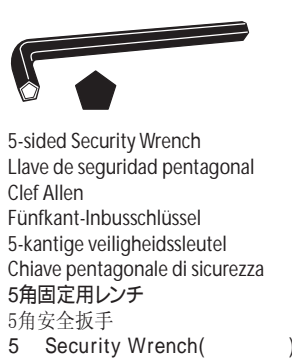 5-sided Security Wrench
Llave de seguridad pentagonal
Clef Allen
Fünfkant-Inbusschlüssel
5-kantige veiligheidssleutel
Chiave pentagonale di sicurezza
5角固定用レンチ
5角安全扳手
5 Security Wrench( )